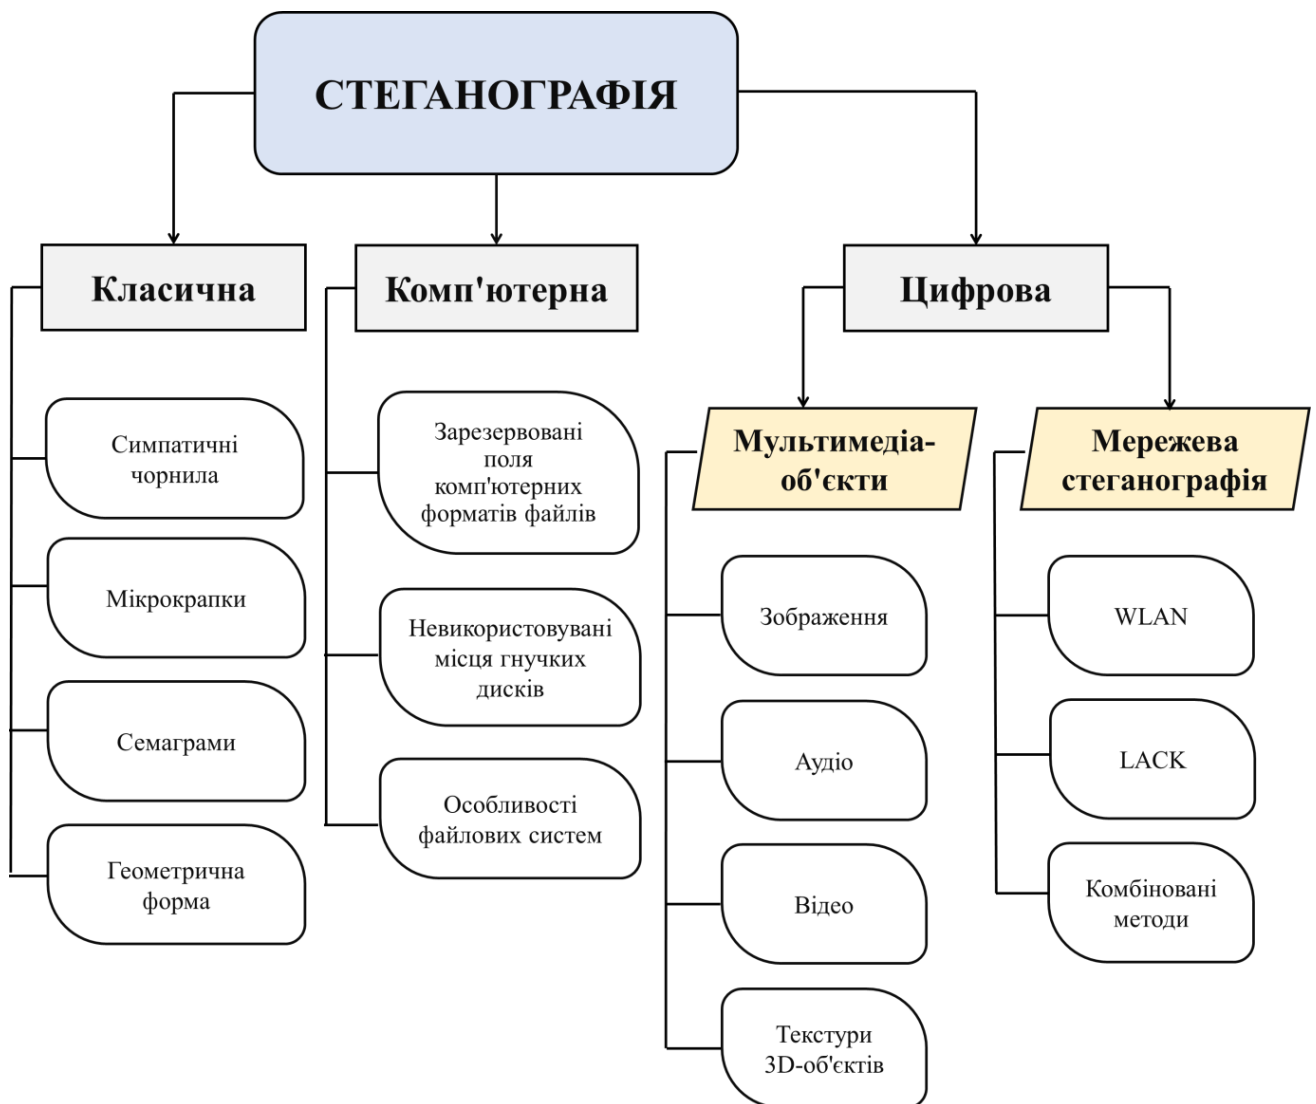 СТЕГАНОГРАФІЯ
Класична
Симпатичні
чорнила
Мікрокрапки
Семаграми
Геометрична
форма
Комп'ютерна
Зарезервовані
поля
комп'ютерних
форматів файлів
Невикористовувані
місця гнучких
дисків
Особливості
файлових систем
Цифрова
Мультимедіа-
об'єкти
Зображення
Аудіо
Відео
Текстури
3D-об'єктів
Мережева
стеганографія
WLAN
LACK
Комбіновані
методи